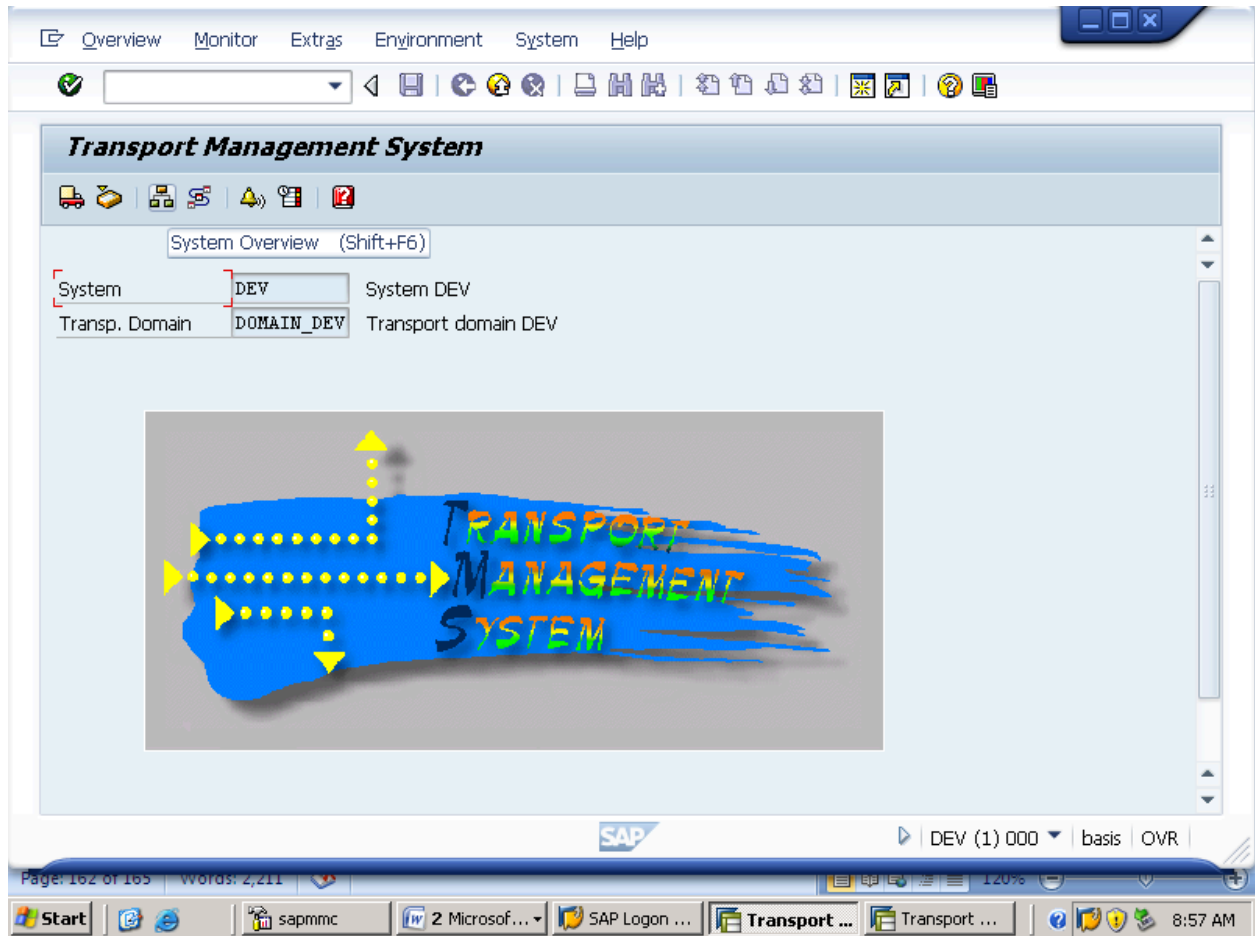 Overview Monitor Extras Environment System Help
Transport Management System
System Overview (Shift+F6)
System DEV System DEV
Transp. Domain DOMAIN_DEV Transport domain DEV
TRANSPORT
MANAGEMENT
SYSTEM
SAP DEV (1) 000 basis OVR
Page: 162 of 165 Words: 2,211 120%
Start sapmmc 2 Microsof... SAP Logon ... Transport ... Transport ... 8:57 AM